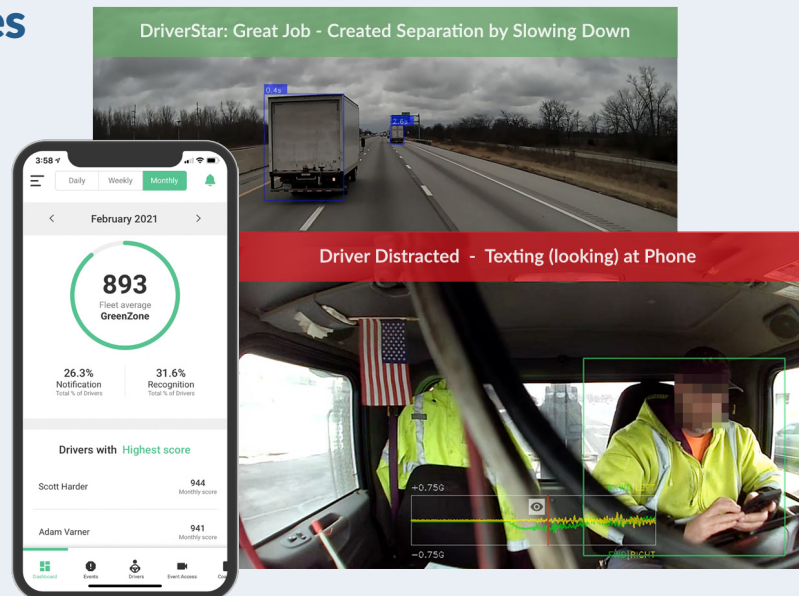 es
DriverStar: Great Job - Created Separation by Slowing Down
0.4s
2.6s
3:58
Daily Weekly Monthly
February 2021
893
Fleet average
GreenZone
26.3%
Notification
Total % of Drivers
31.6%
Recognition
Total % of Drivers
Drivers with Highest score
Scott Harder
944
Monthly score
Adam Varner
941
Monthly score
Dashboard Events Drivers Event Access
Driver Distracted - Texting (looking) at Phone
+0.75G
-0.75G